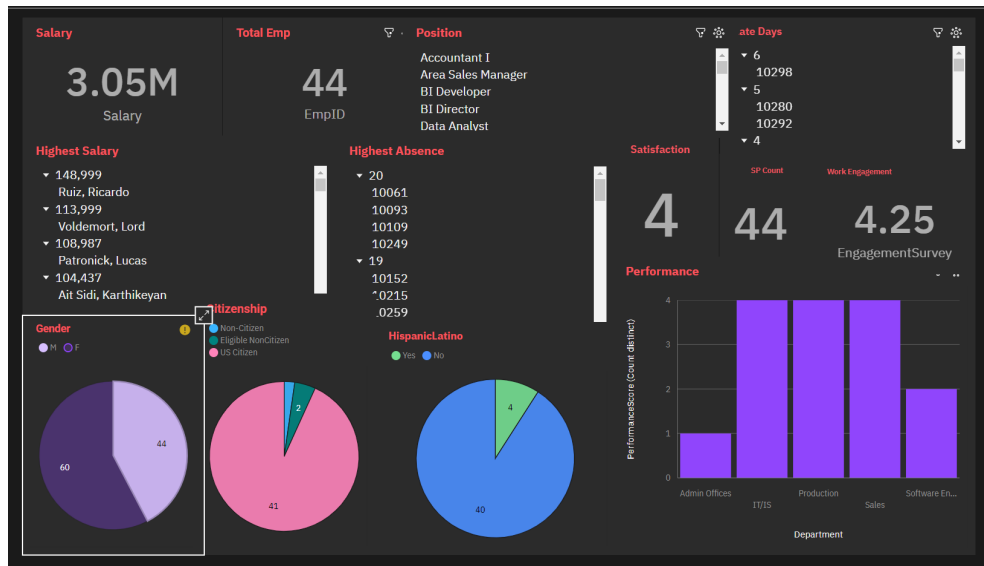 Salary
Total Emp
Position
ate Days
3.05M
Salary
44
EmpID
Accountant I
Area Sales Manager
BI Developer
BI Director
Data Analyst
6
10298
5
10280
10292
4
Highest Salary
148,999
Ruiz, Ricardo
113,999
Voldemort, Lord
108,987
Patronick, Lucas
104,437
Ait Sidi, Karthikeyan
Highest Absence
20
10061
10093
10109
10249
19
10152
0215
0259
Satisfaction
4
SP Count
44
Work Engagement
4.25
EngagementSurvey
Gender
M F
44
60
Citizenship
Non-Citizen
Eligible NonCitizen
US Citizen
2
41
HispanicLatino
Yes No
4
40
Performance
PerformanceScore (Count distinct)
4
3
2
1
0
Admin Offices
IT/IS
Production
Sales
Software En...
Department